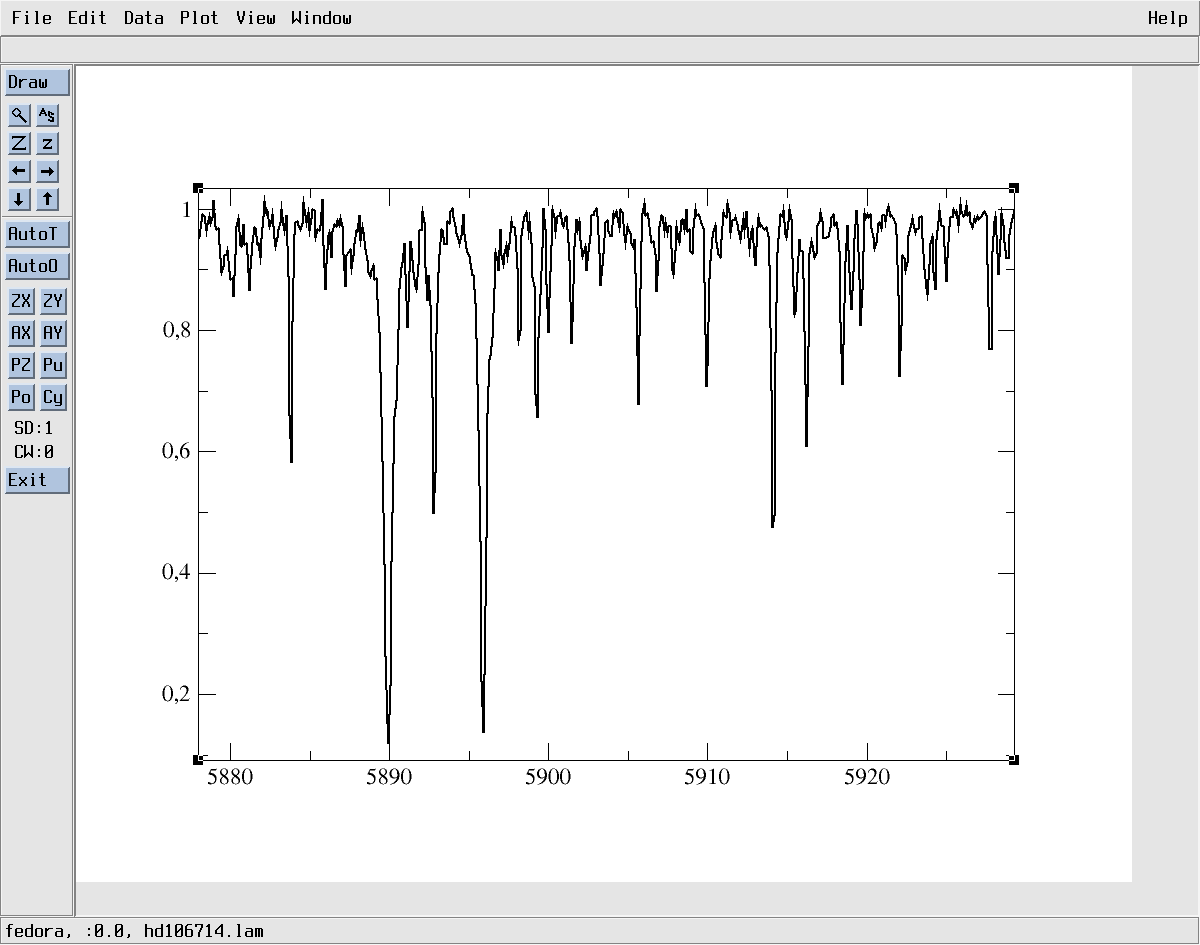 File Edit Data Plot View Window Help
Draw
AS
Z z
AutoT
AutoO
ZX ZY
AX AY
PZ Pu
Po Cy
SD:1
CW:0
Exit
1
0,8
0,6
0,4
0,2
5880 5890 5900 5910 5920
fedora, :0.0, hd106714.lam